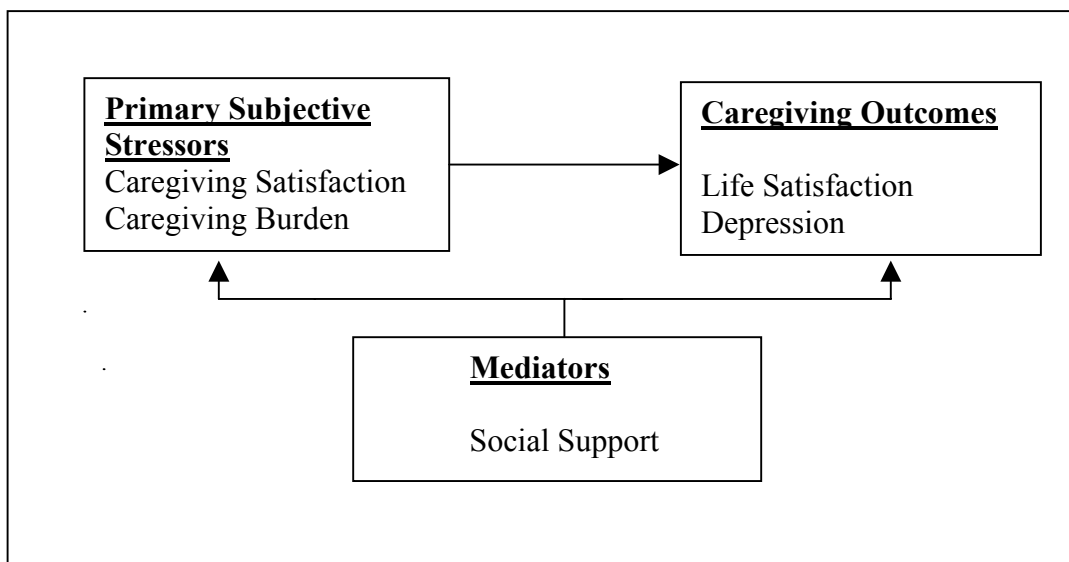 Primary Subjective
Stressors
Caregiving Satisfaction
Caregiving Burden
Caregiving Outcomes
Life Satisfaction
Depression
Mediators
Social Support